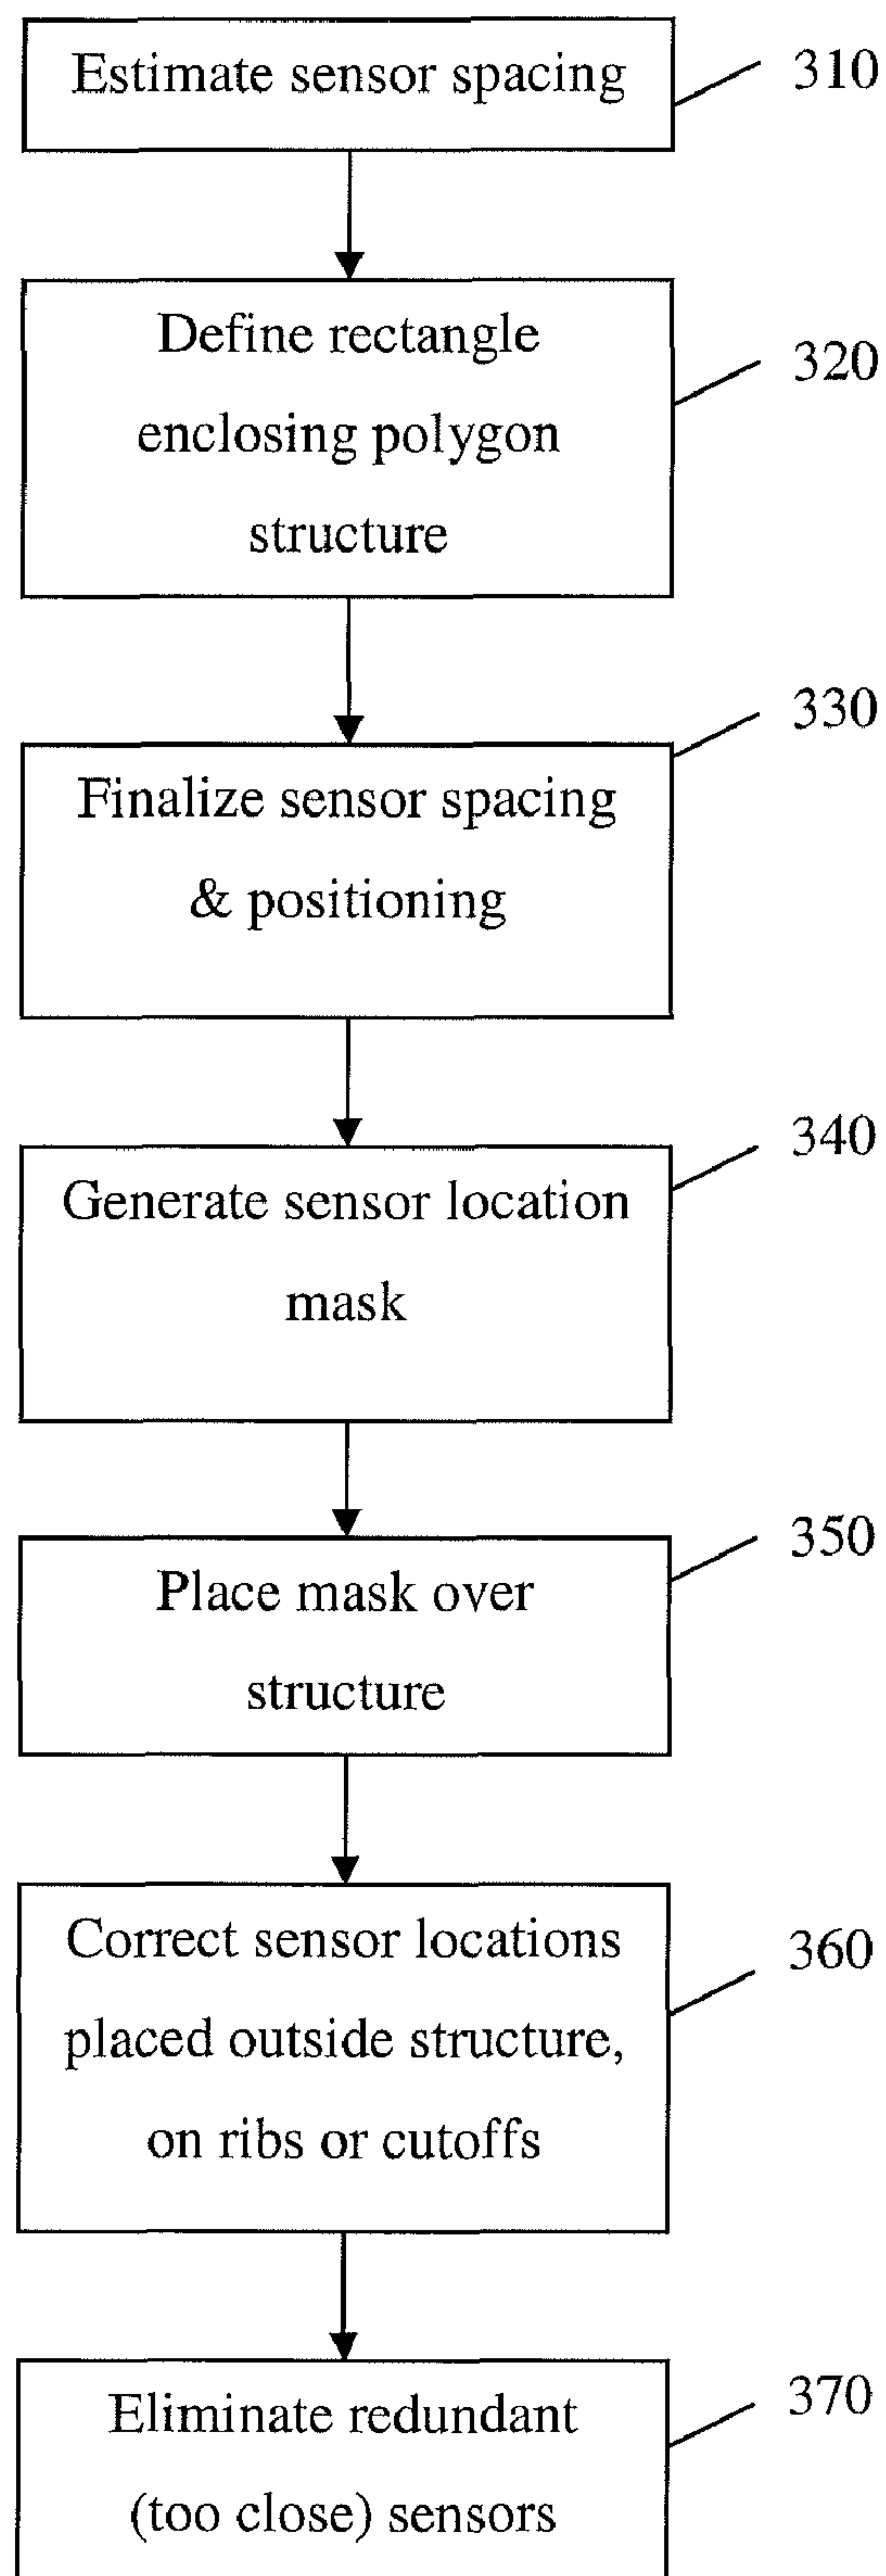 Estimate sensor spacing
310
Define rectangle
enclosing polygon
structure
320
Finalize sensor spacing
& positioning
330
Generate sensor location
mask
340
Place mask over
structure
350
Correct sensor locations
placed outside structure,
on ribs or cutoffs
360
Eliminate redundant
(too close) sensors
370